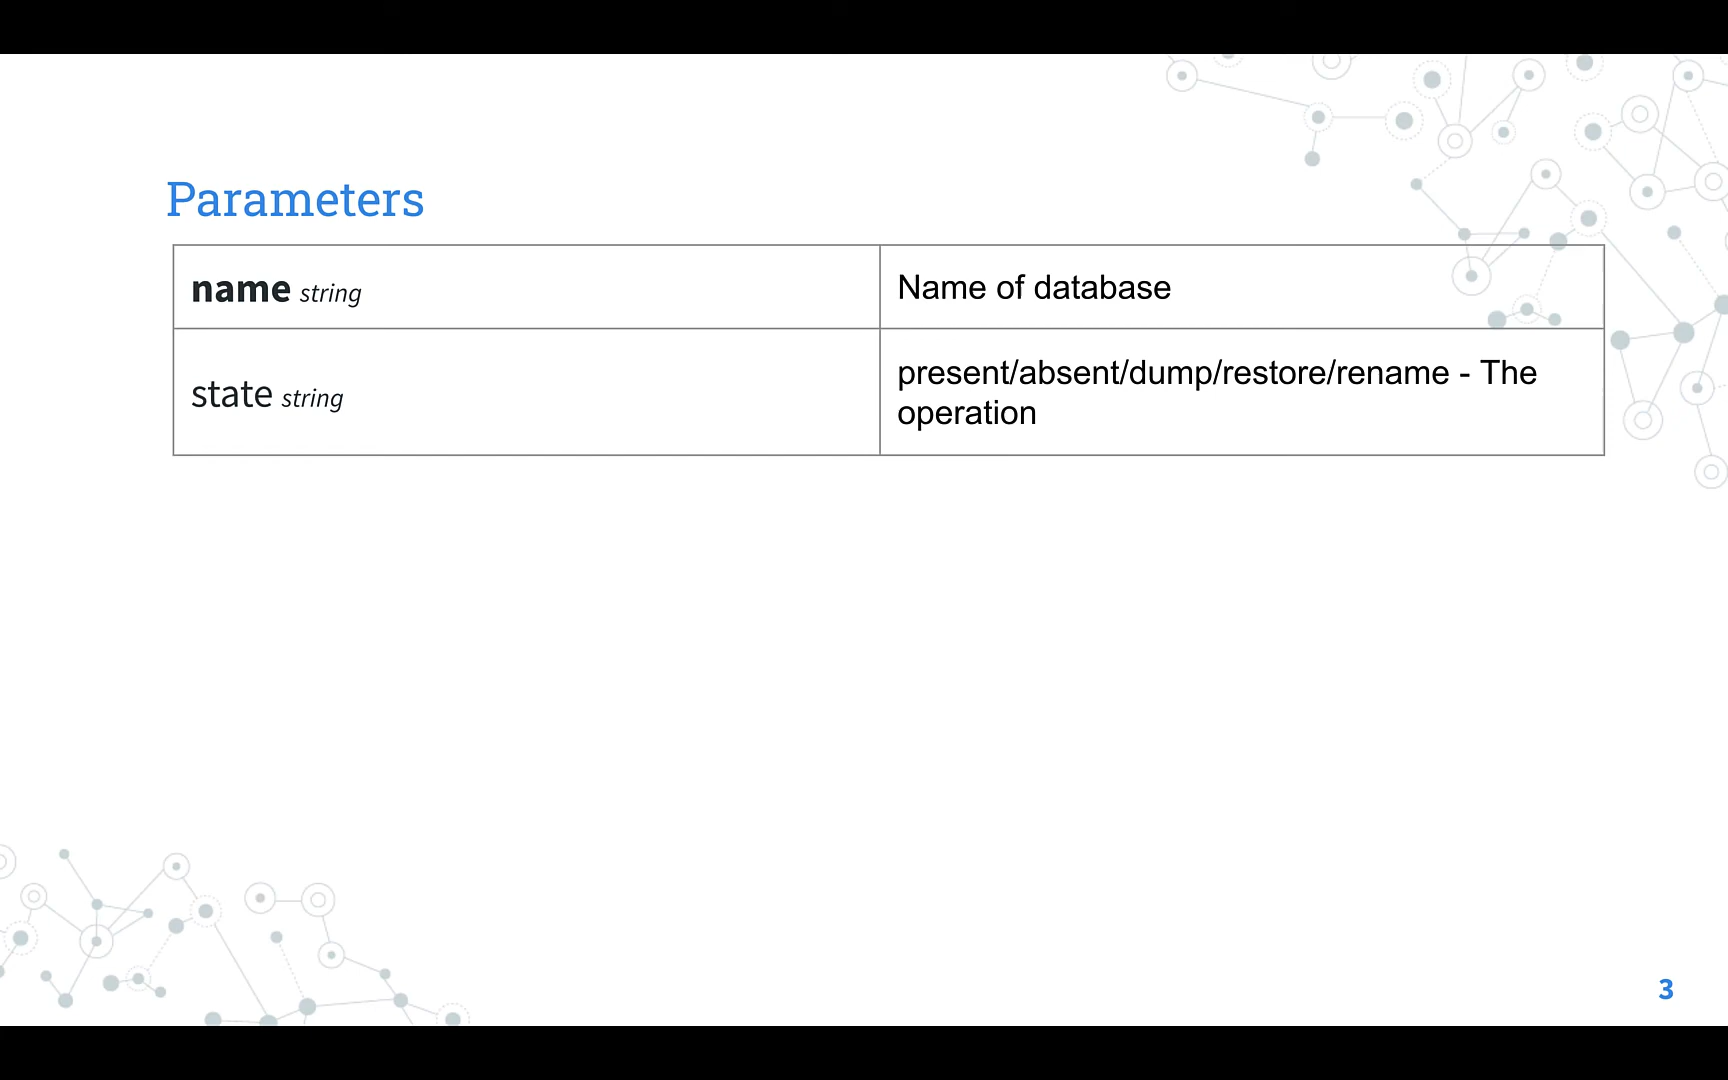 Parameters
name string
Name of database
state string
present/absent/dump/restore/rename - The
operation
3